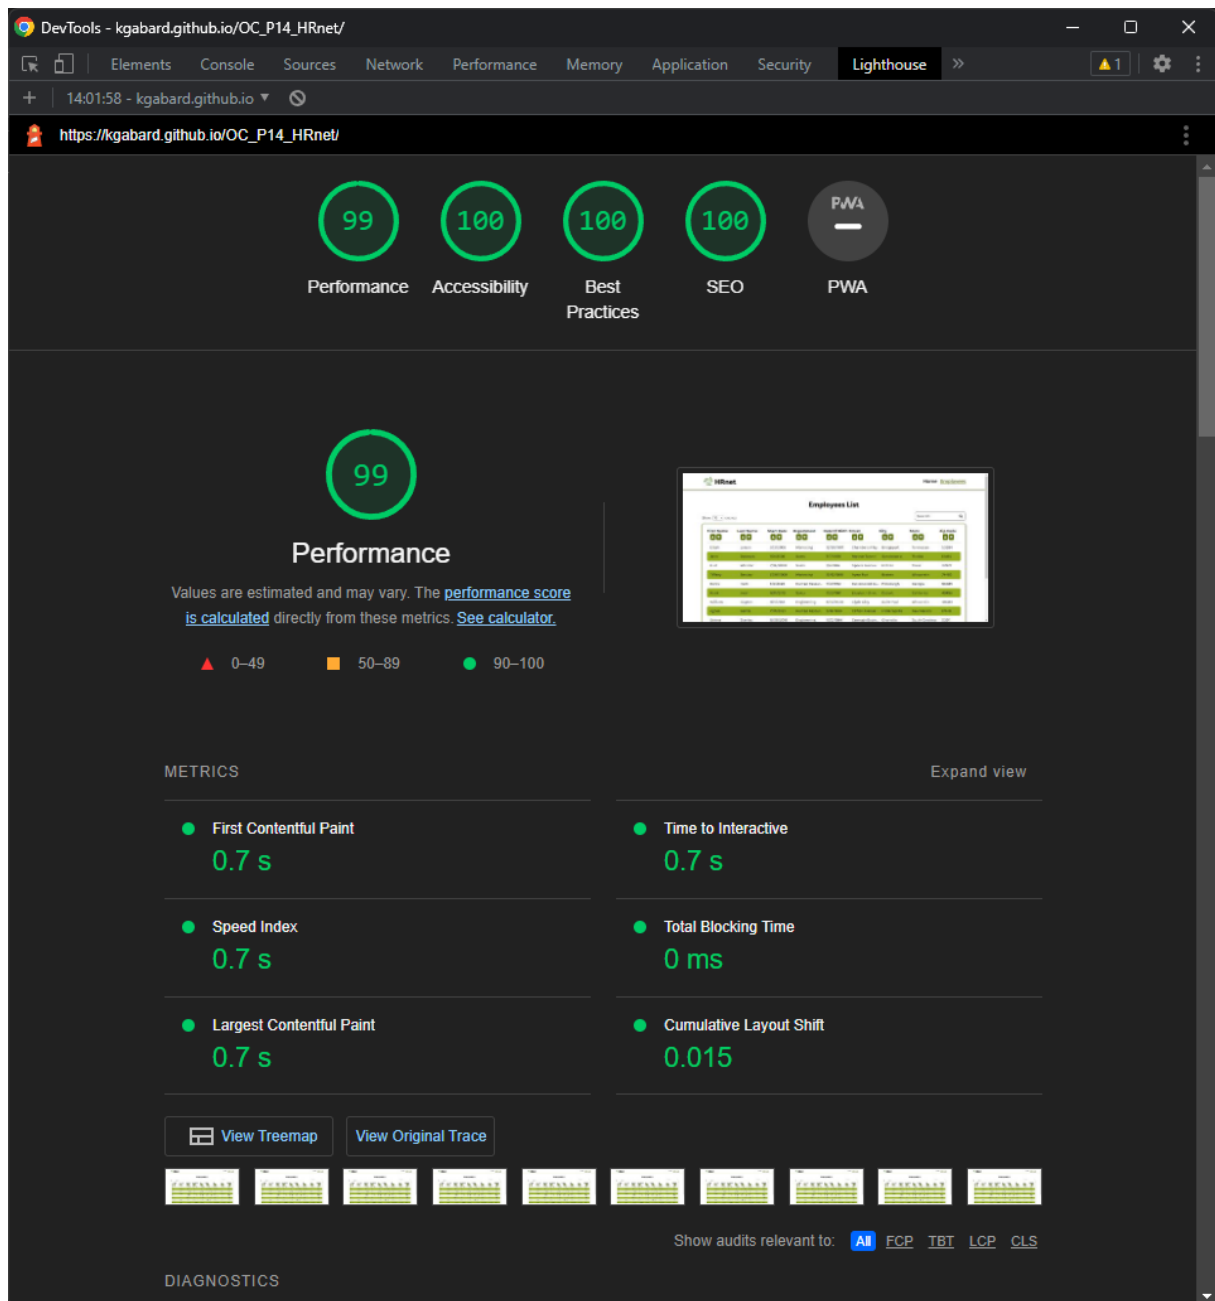 DevTools - kgabard.github.io/OC_P14_HRnet/
Elements Console Sources Network Performance Memory Application Security Lighthouse » 1
14:01:58 - kgabard.github.io
https://kgabard.github.io/OC_P14_HRnet/
99 100 100 100 PWA
Performance Accessibility Best Practices SEO PWA
99
Performance
Values are estimated and may vary. The performance score
is calculated directly from these metrics. See calculator.
0–49 50–89 90–100
HRnet Home
Employees List
METRICS Expand view
First Contentful Paint
0.7 s
Time to Interactive
0.7 s
Speed Index
0.7 s
Total Blocking Time
0 ms
Largest Contentful Paint
0.7 s
Cumulative Layout Shift
0.015
View Treemap View Original Trace
Show audits relevant to: All FCP TBT LCP CLS
DIAGNOSTICS